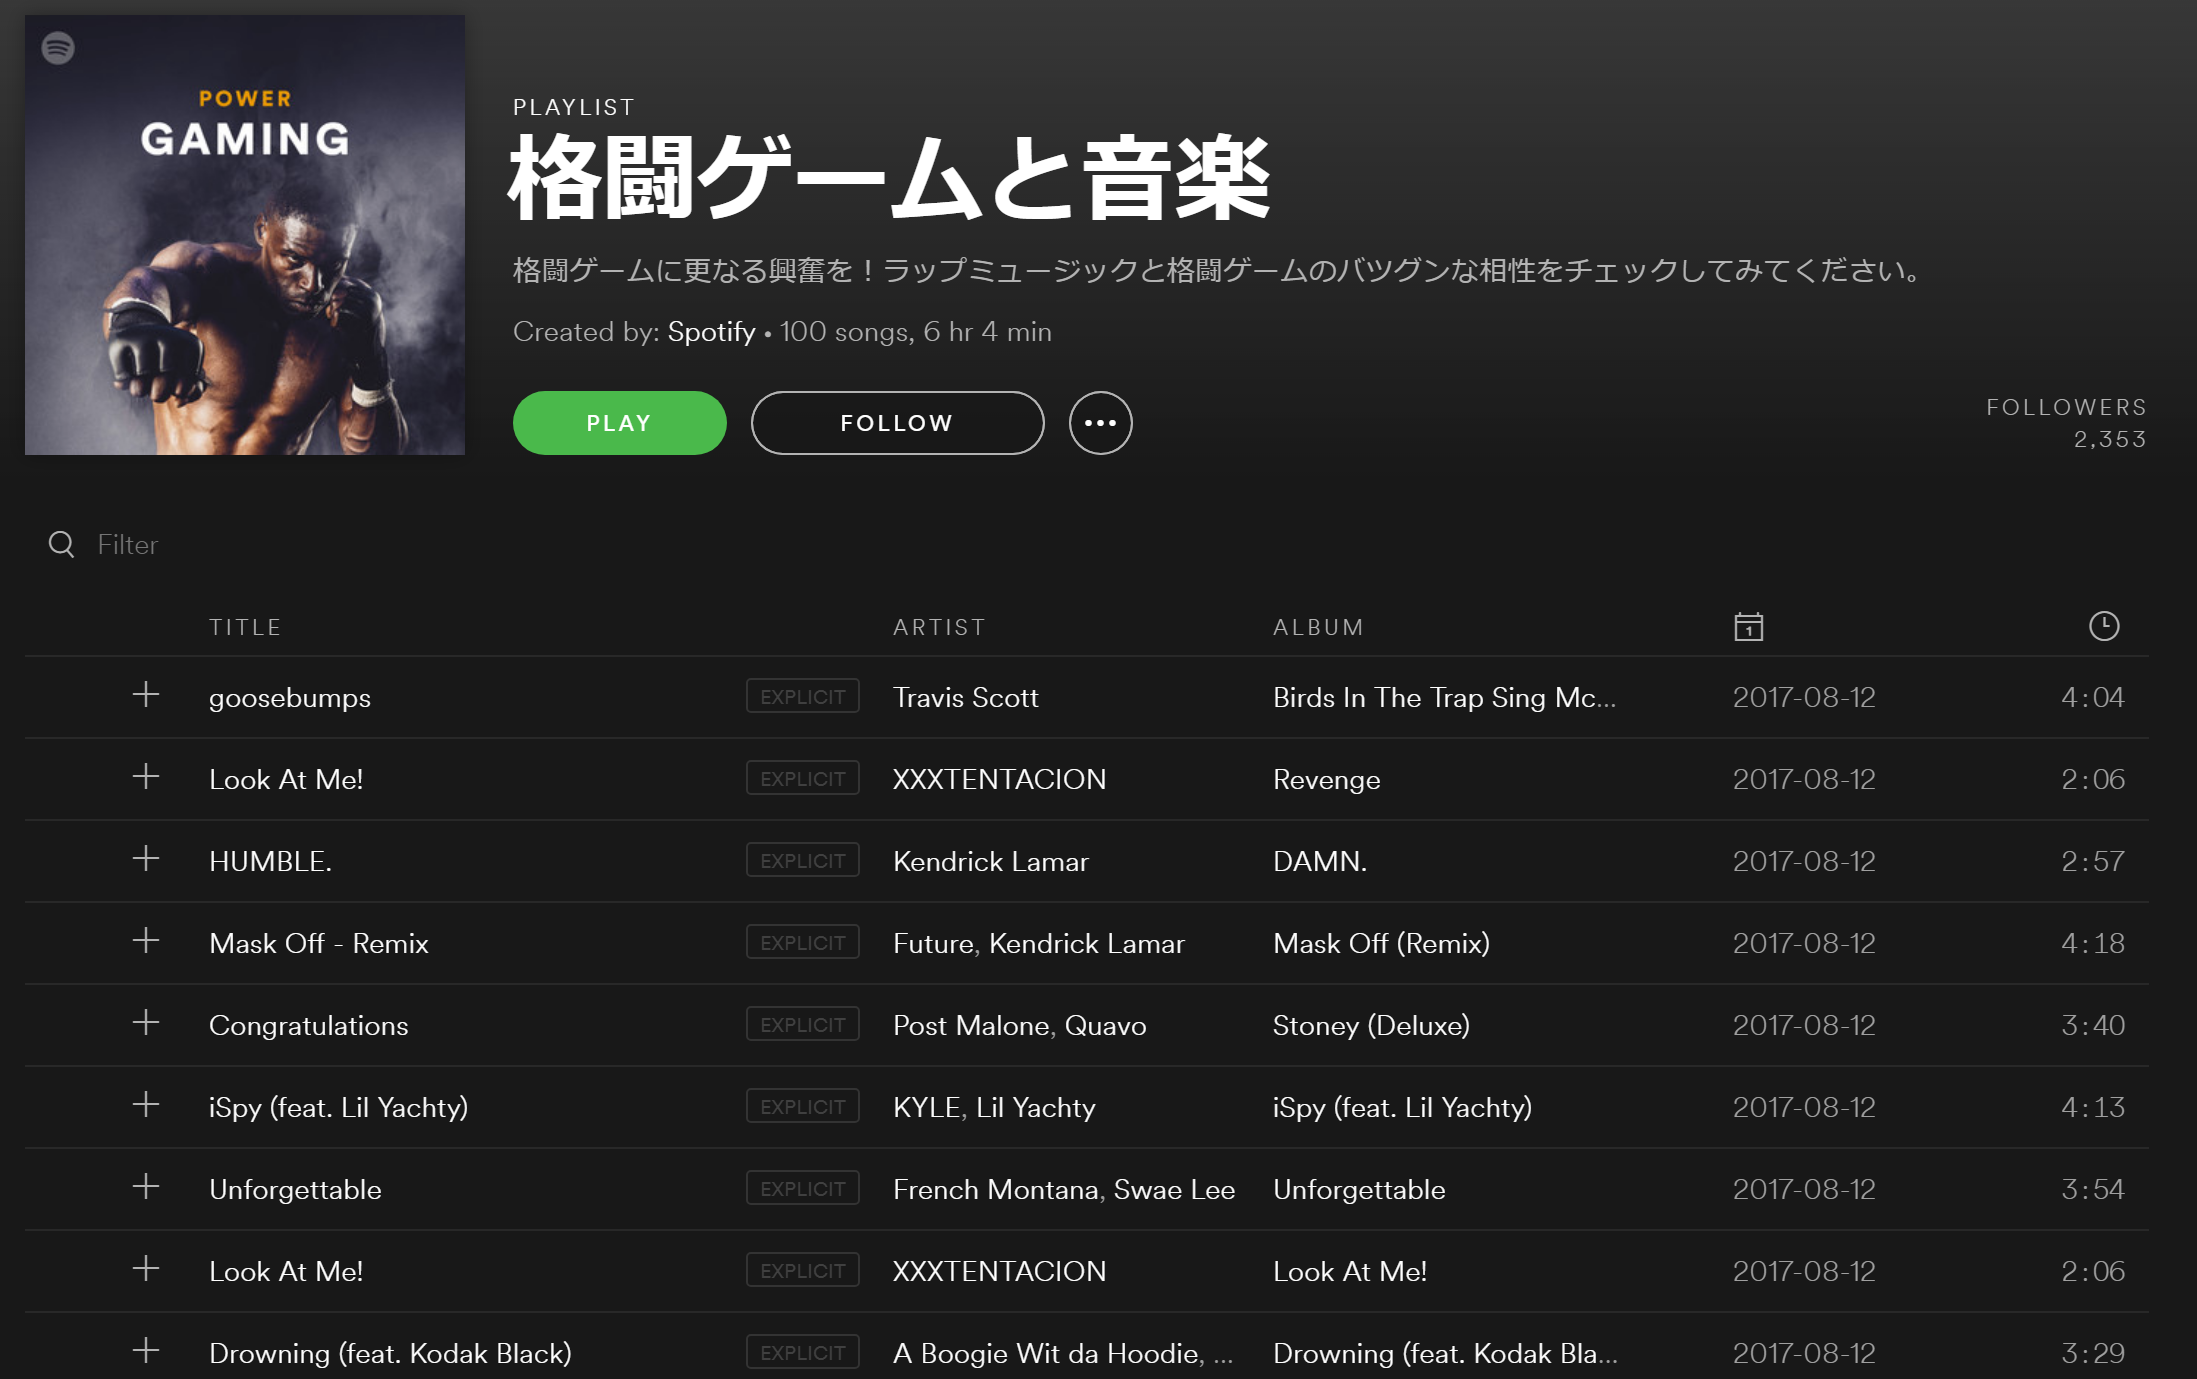 POWER
GAMING
PLAYLIST
格闘ゲームと音楽
格闘ゲームに更なる興奮を！ラップミュージックと格闘ゲームのバツグンな相性をチェックしてみてください。
Created by: Spotify • 100 songs, 6 hr 4 min
PLAY FOLLOW
FOLLOWERS
2,353
Filter
TITLE ARTIST ALBUM 1
goosebumps EXPLICIT Travis Scott Birds In The Trap Sing Mc... 2017-08-12 4:04
Look At Me! EXPLICIT XXXTENTACION Revenge 2017-08-12 2:06
HUMBLE. EXPLICIT Kendrick Lamar DAMN. 2017-08-12 2:57
Mask Off - Remix EXPLICIT Future, Kendrick Lamar Mask Off (Remix) 2017-08-12 4:18
Congratulations EXPLICIT Post Malone, Quavo Stoney (Deluxe) 2017-08-12 3:40
iSpy (feat. Lil Yachty) EXPLICIT KYLE, Lil Yachty iSpy (feat. Lil Yachty) 2017-08-12 4:13
Unforgettable EXPLICIT French Montana, Swae Lee Unforgettable 2017-08-12 3:54
Look At Me! EXPLICIT XXXTENTACION Look At Me! 2017-08-12 2:06
Drowning (feat. Kodak Black) EXPLICIT A Boogie Wit da Hoodie, ... Drowning (feat. Kodak Bla... 2017-08-12 3:29